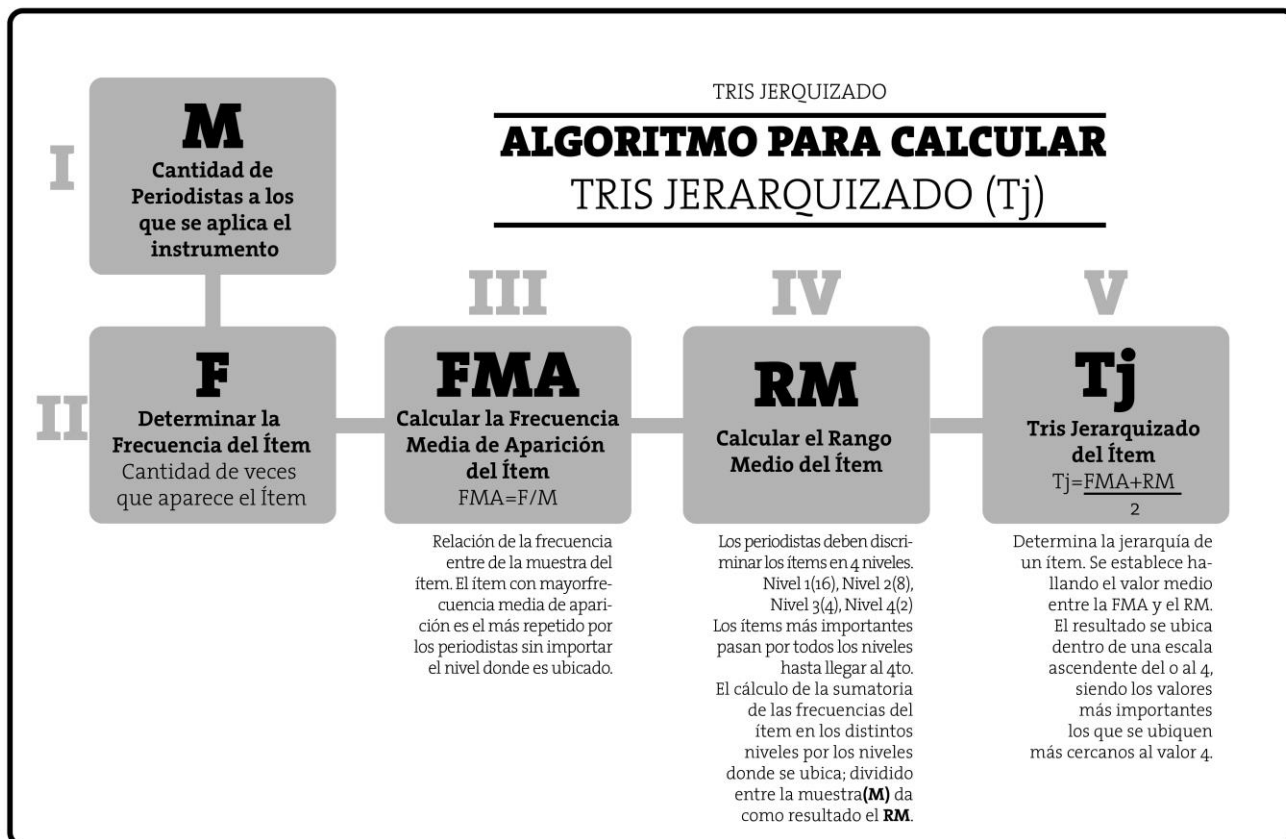 TRIS JERQUIZADO
ALGORITMO PARA CALCULAR
TRIS JERARQUIZADO (Tj)
I
M
Cantidad de
Periodistas a los
que se aplica el
instrumento
II
F
Determinar la
Frecuencia del Ítem
Cantidad de veces
que aparece el Ítem
III
FMA
Calcular la Frecuencia
Media de Aparición
del Ítem
FMA=F/M
Relación de la frecuencia
entre de la muestra del
ítem. El ítem con mayorfre-
cuencia media de apari-
ción es el más repetido por
los periodistas sin importar
el nivel donde es ubicado.
IV
RM
Calcular el Rango
Medio del Ítem
Los periodistas deben discri-
minar los ítems en 4 niveles.
Nivel 1(16), Nivel 2(8),
Nivel 3(4), Nivel 4(2)
Los ítems más importantes
pasan por todos los niveles
hasta llegar al 4to.
El cálculo de la sumatoria
de las frecuencias del
ítem en los distintos
niveles por los niveles
donde se ubica; dividido
entre la muestra(M) da
como resultado el RM.
V
Tj
Tris Jerarquizado
del Ítem
Tj=FMA+RM
2
Determina la jerarquía de
un ítem. Se establece ha-
llando el valor medio
entre la FMA y el RM.
El resultado se ubica
dentro de una escala
ascendente del 0 al 4,
siendo los valores
más importantes
los que se ubiquen
más cercanos al valor 4.